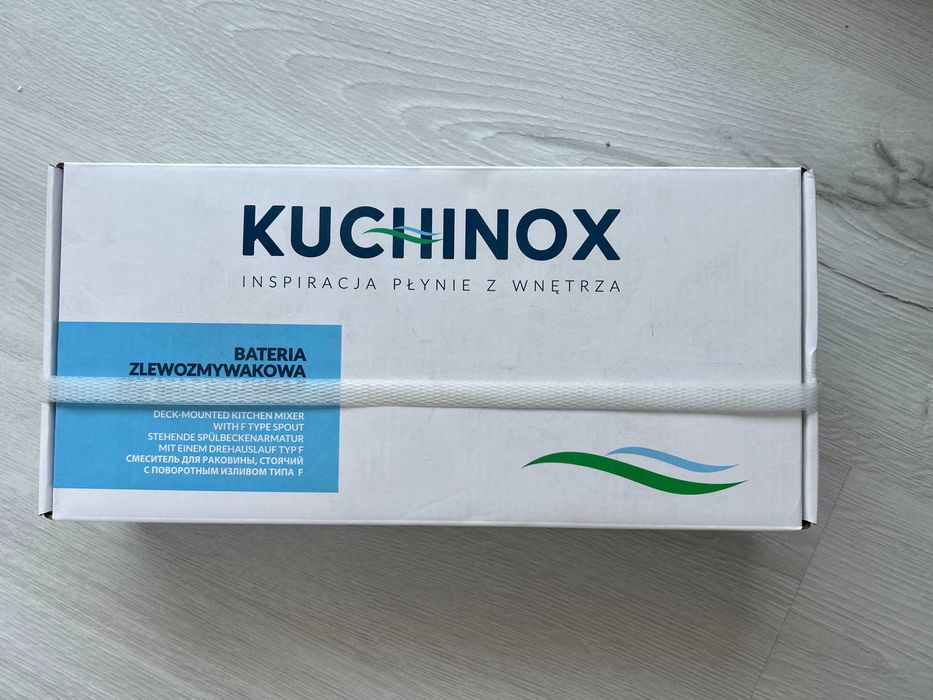 KUCHINOX
INSPIRACJA PŁYNIE Z WNĘTRZA
BATERIA
ZLEWOZMYWAKOWA
DECK-MOUNTED KITCHEN MIXER
WITH F TYPE SPOUT
STEHENDE SPÜLBECKENARMATUR
MIT EINEM DREHAUSLAUF TYP F
СМЕСИТЕЛЬ ДЛЯ РАКОВИНЫ, СТОЯЧИЙ
С ПОВОРОТНЫМ ИЗЛИВОМ ТИПА F